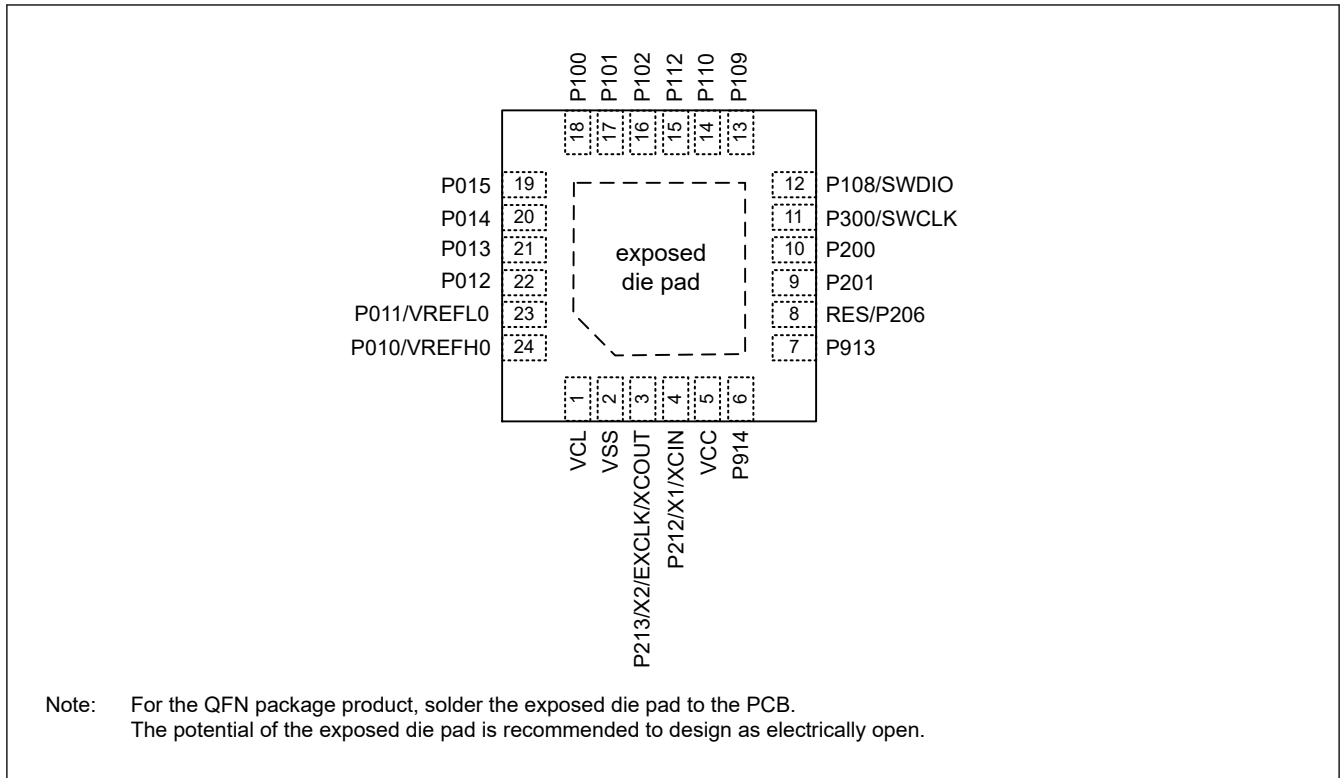 P100
P101
P102
P112
P110
P109
18
17
16
15
14
13
P015 19
P014 20
P013 21
P012 22
P011/VREFL0 23
P010/VREFH0 24
exposed
die pad
12 P108/SWDIO
11 P300/SWCLK
10 P200
9 P201
8 RES/P206
7 P913
1
2
3
4
5
6
VCL
VSS
P213/X2/EXCLK/XCOUT
P212/X1/XCIN
VCC
P914
Note: For the QFN package product, solder the exposed die pad to the PCB.
The potential of the exposed die pad is recommended to design as electrically open.